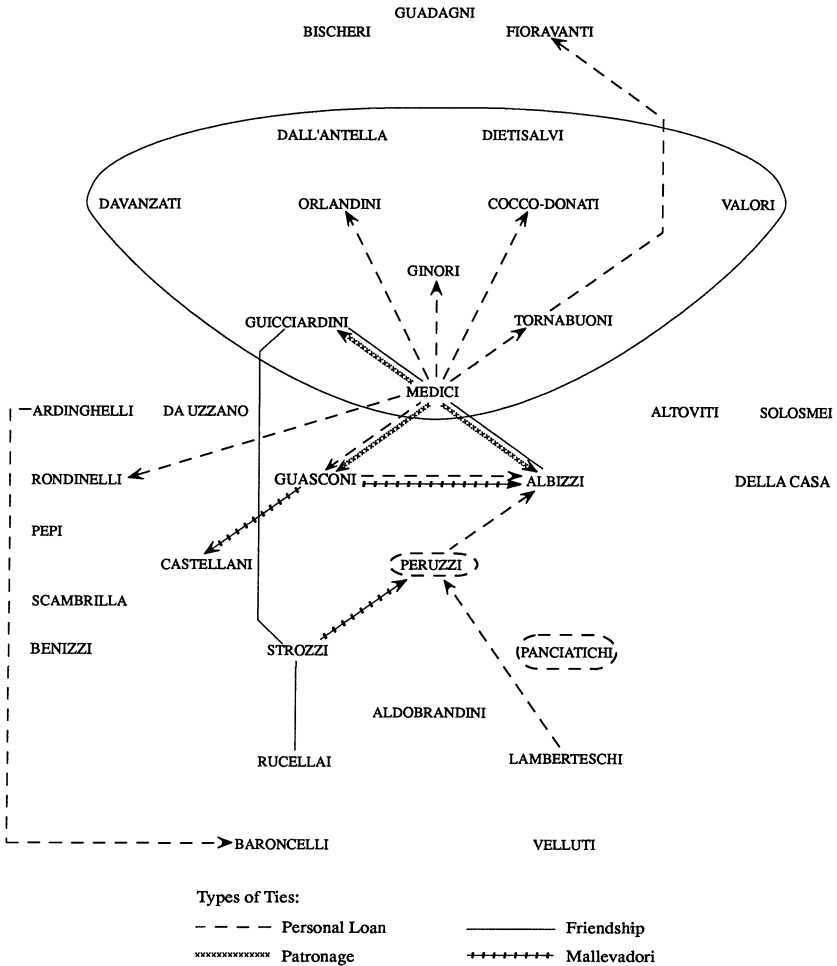 GUADAGNI
BISCHERI FIORAVANTI
DALL'ANTELLA DIETISALVI
DAVANZATI ORLANDINI COCCO-DONATI VALORI
GINORI
GUICCIARDINI TORNABUONI
MEDICI
ARDINGHELLI DA UZZANO ALTOVITI SOLOSMEI
RONDINELLI GUASCONI ALBIZZI DELLA CASA
PEPI
CASTELLANI PERUZZI
SCAMBRILLA
BENIZZI STROZZI PANCIATICHI
ALDOBRANDINI
RUCELLAI LAMBERTESCHI
BARONCELLI VELLUTI
Types of Ties:
Personal Loan Friendship
Patronage Mallevadori